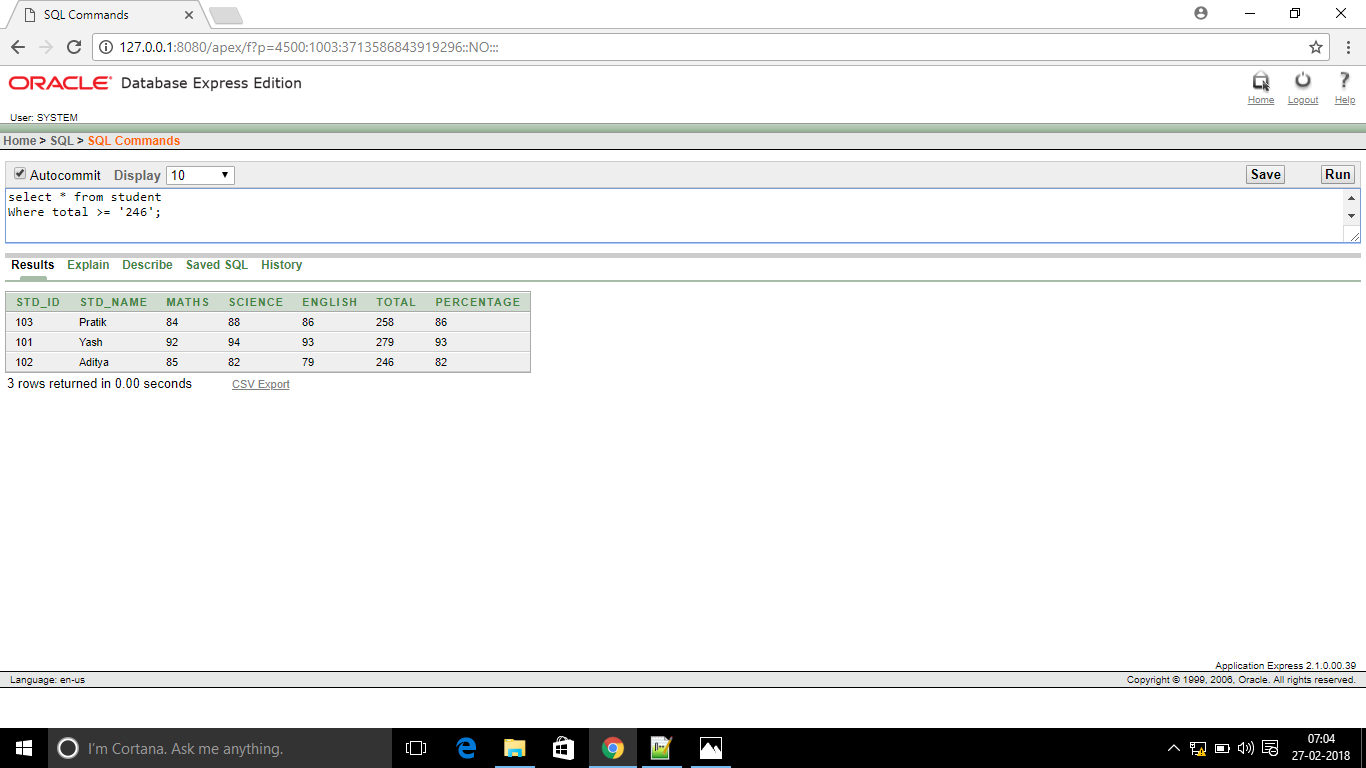 SQL Commands
127.0.0.1:8080/apex/f?p=4500:1003:3713586843919296::NO:::
ORACLE Database Express Edition
Home Logout Help
User: SYSTEM
Home > SQL > SQL Commands
Autocommit Display 10 Save Run
select * from student
Where total >= '246';
Results Explain Describe Saved SQL History
STD_ID STD_NAME MATHS SCIENCE ENGLISH TOTAL PERCENTAGE
103 Pratik 84 88 86 258 86
101 Yash 92 94 93 279 93
102 Aditya 85 82 79 246 82
3 rows returned in 0.00 seconds CSV Export
Application Express 2.1.0.00.39
Language: en-us Copyright © 1999, 2006, Oracle. All rights reserved.
I'm Cortana. Ask me anything.
07:04
27-02-2018